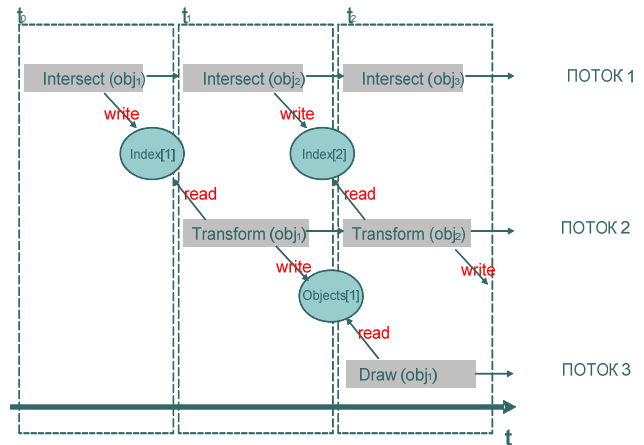 t₀ t₁ t₂
Intersect (obj₁) Intersect (obj₂) Intersect (obj₃) ПОТОК 1
write write
Index[1] Index[2]
read read
Transform (obj₁) Transform (obj₂) ПОТОК 2
write write
Objects[1]
read
Draw (obj₁) ПОТОК 3
t